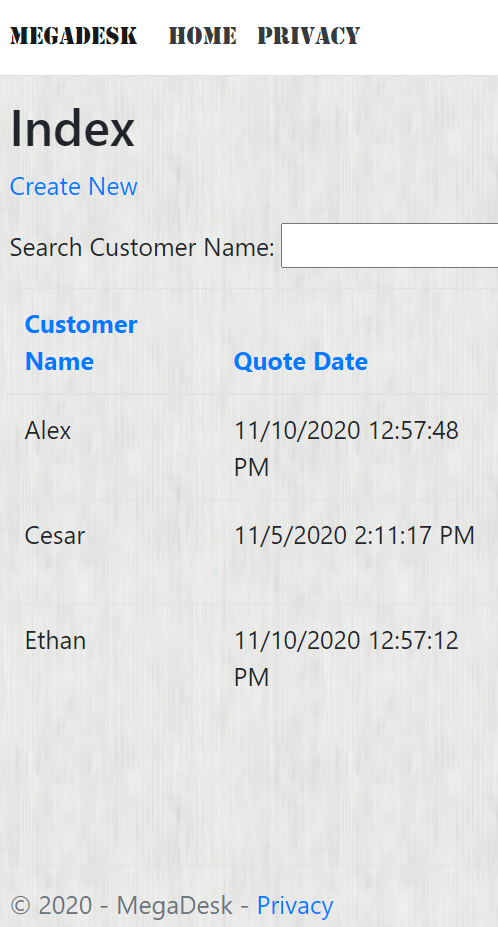 MEGADESK HOME PRIVACY
Index
Create New
Search Customer Name:
Customer
Name Quote Date
Alex 11/10/2020 12:57:48
PM
Cesar 11/5/2020 2:11:17 PM
Ethan 11/10/2020 12:57:12
PM
© 2020 - MegaDesk - Privacy